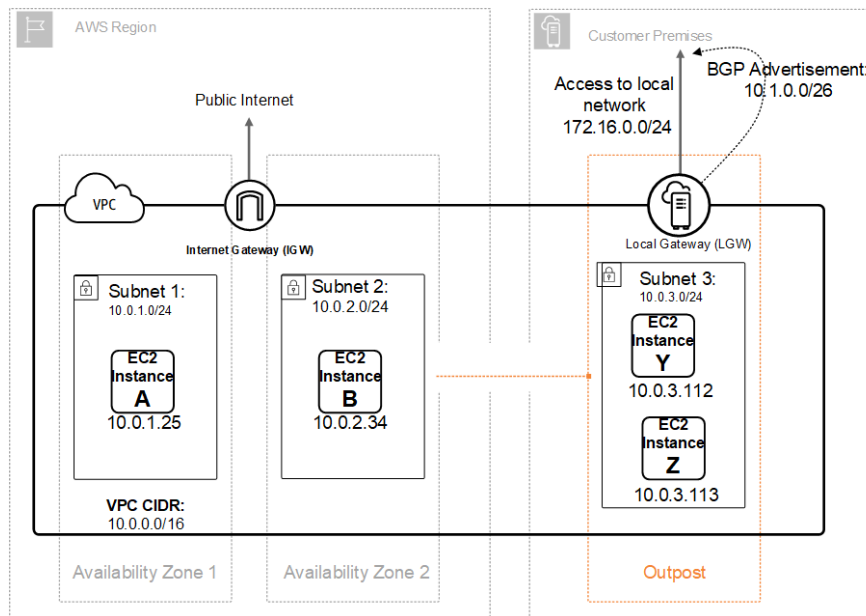 AWS Region
Customer Premises
BGP Advertisement:
10.1.0.0/26
Access to local
network
172.16.0.0/24
Public Internet
VPC
Internet Gateway (IGW)
Local Gateway (LGW)
Subnet 1:
10.0.1.0/24
EC2
Instance
A
10.0.1.25
Subnet 2:
10.0.2.0/24
EC2
Instance
B
10.0.2.34
Subnet 3:
10.0.3.0/24
EC2
Instance
Y
10.0.3.112
EC2
Instance
Z
10.0.3.113
VPC CIDR:
10.0.0.0/16
Availability Zone 1
Availability Zone 2
Outpost